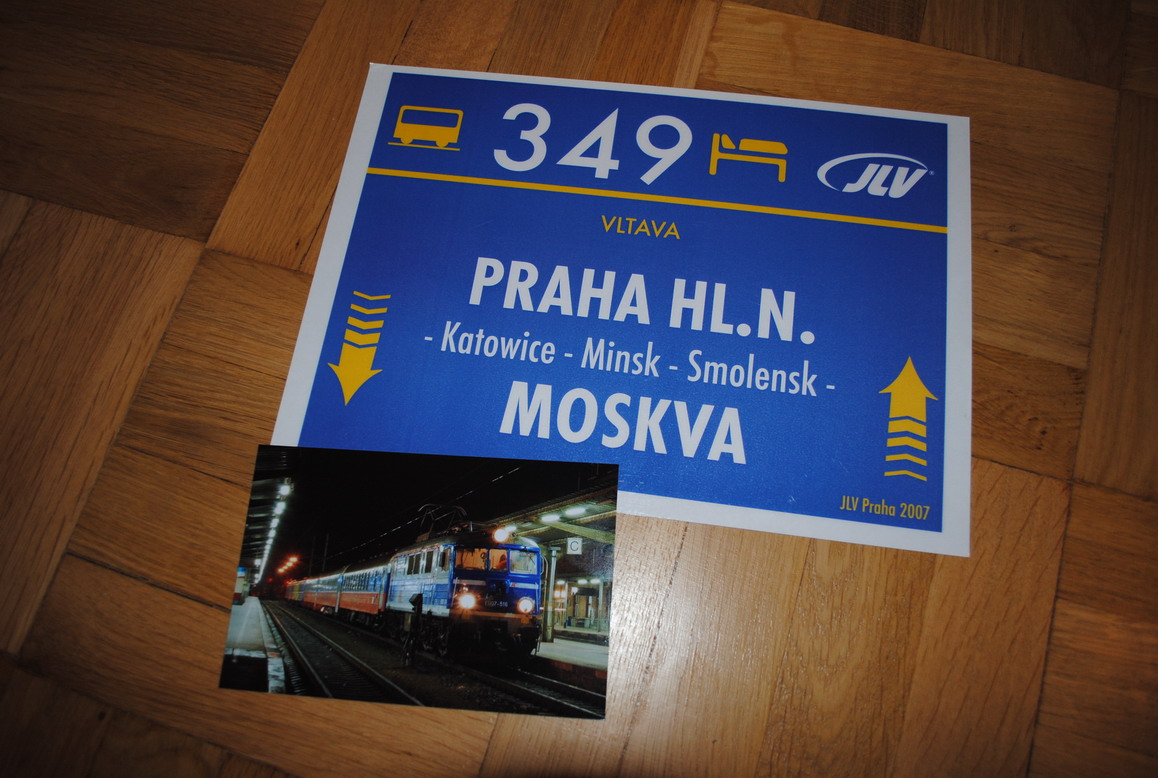 349
JLV
VLTAVA
PRAHA HL.N.
- Katowice - Minsk - Smolensk -
MOSKVA
JLV Praha 2007
C